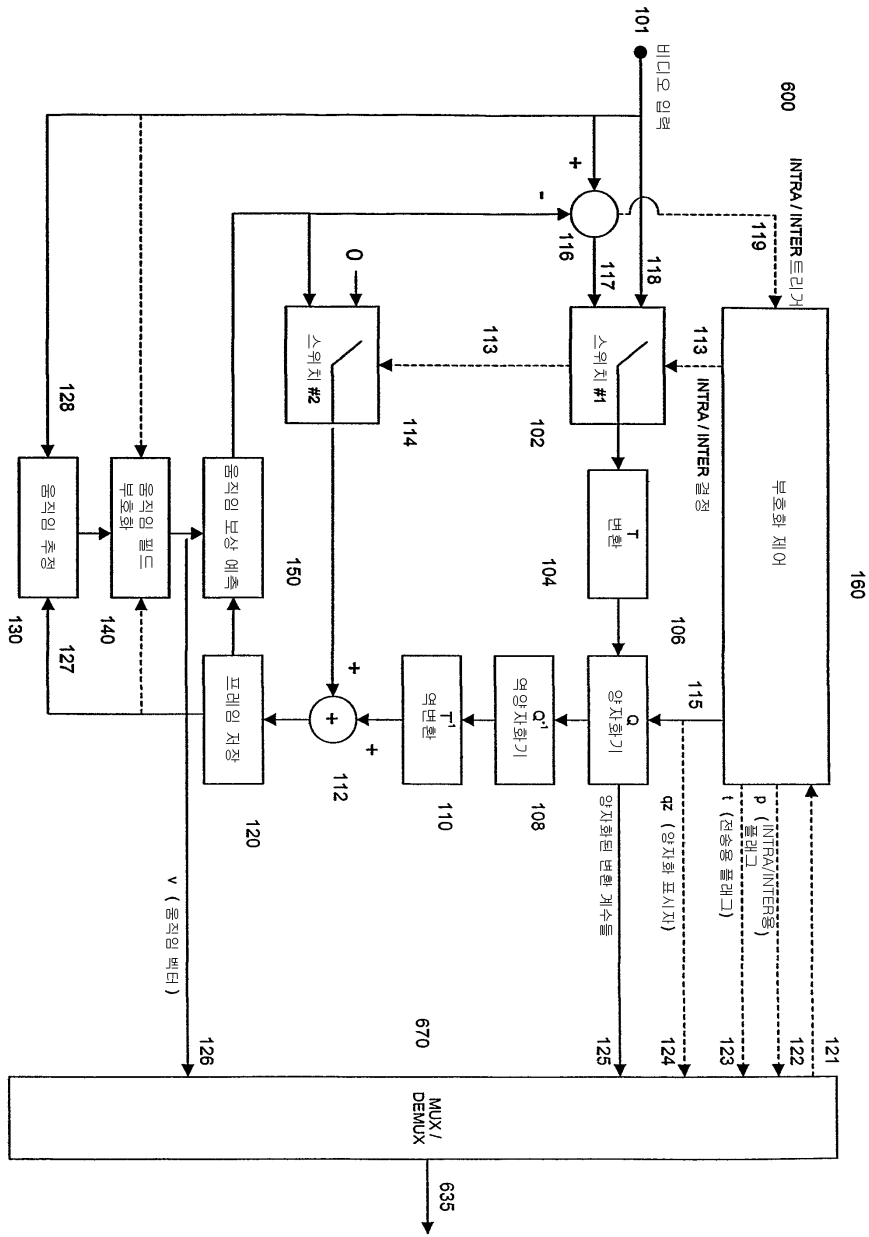 600
101
비디오 입력
INTRA / INTER 트리거
119
부호화 제어
160
113
INTRA / INTER 결정
118
117
116
+
-
스위치 #1
102
T
변환
104
106
115
Q
양자화기
Q-1
역양자화기
108
T-1
역변환
110
+
+
+
112
0
113
스위치 #2
114
프레임 저장
120
움직임 보상 예측
150
움직임 필드
부호화
140
움직임 추정
130
128
127
p ( INTRA/INTER용 )
플래그
t ( 전송용 플래그)
qz ( 양자화 표시자)
양자화된 변환 계수들
v ( 움직임 벡터 )
121
122
123
124
125
126
670
MUX /
DEMUX
635